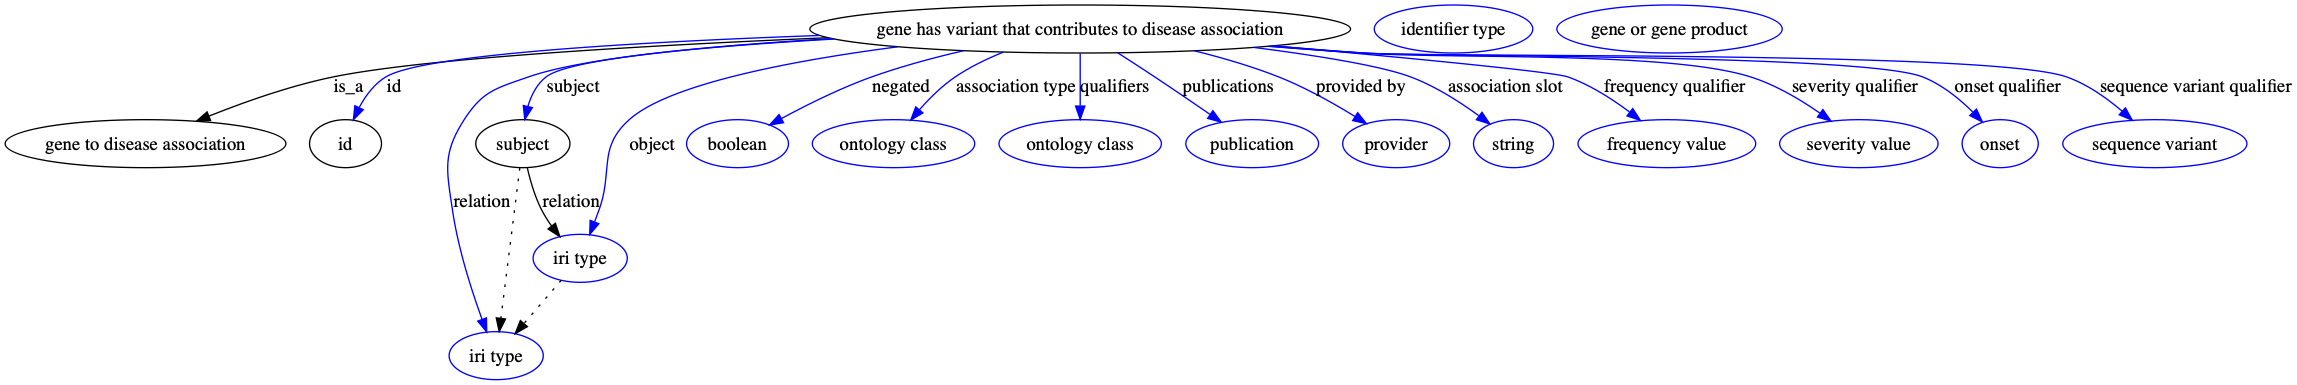 gene has variant that contributes to disease association
identifier type
gene or gene product
is_a
id
subject
negated
association type
qualifiers
publications
provided by
association slot
frequency qualifier
severity qualifier
onset qualifier
sequence variant qualifier
gene to disease association
id
subject
object
boolean
ontology class
ontology class
publication
provider
string
frequency value
severity value
onset
sequence variant
relation
relation
iri type
iri type